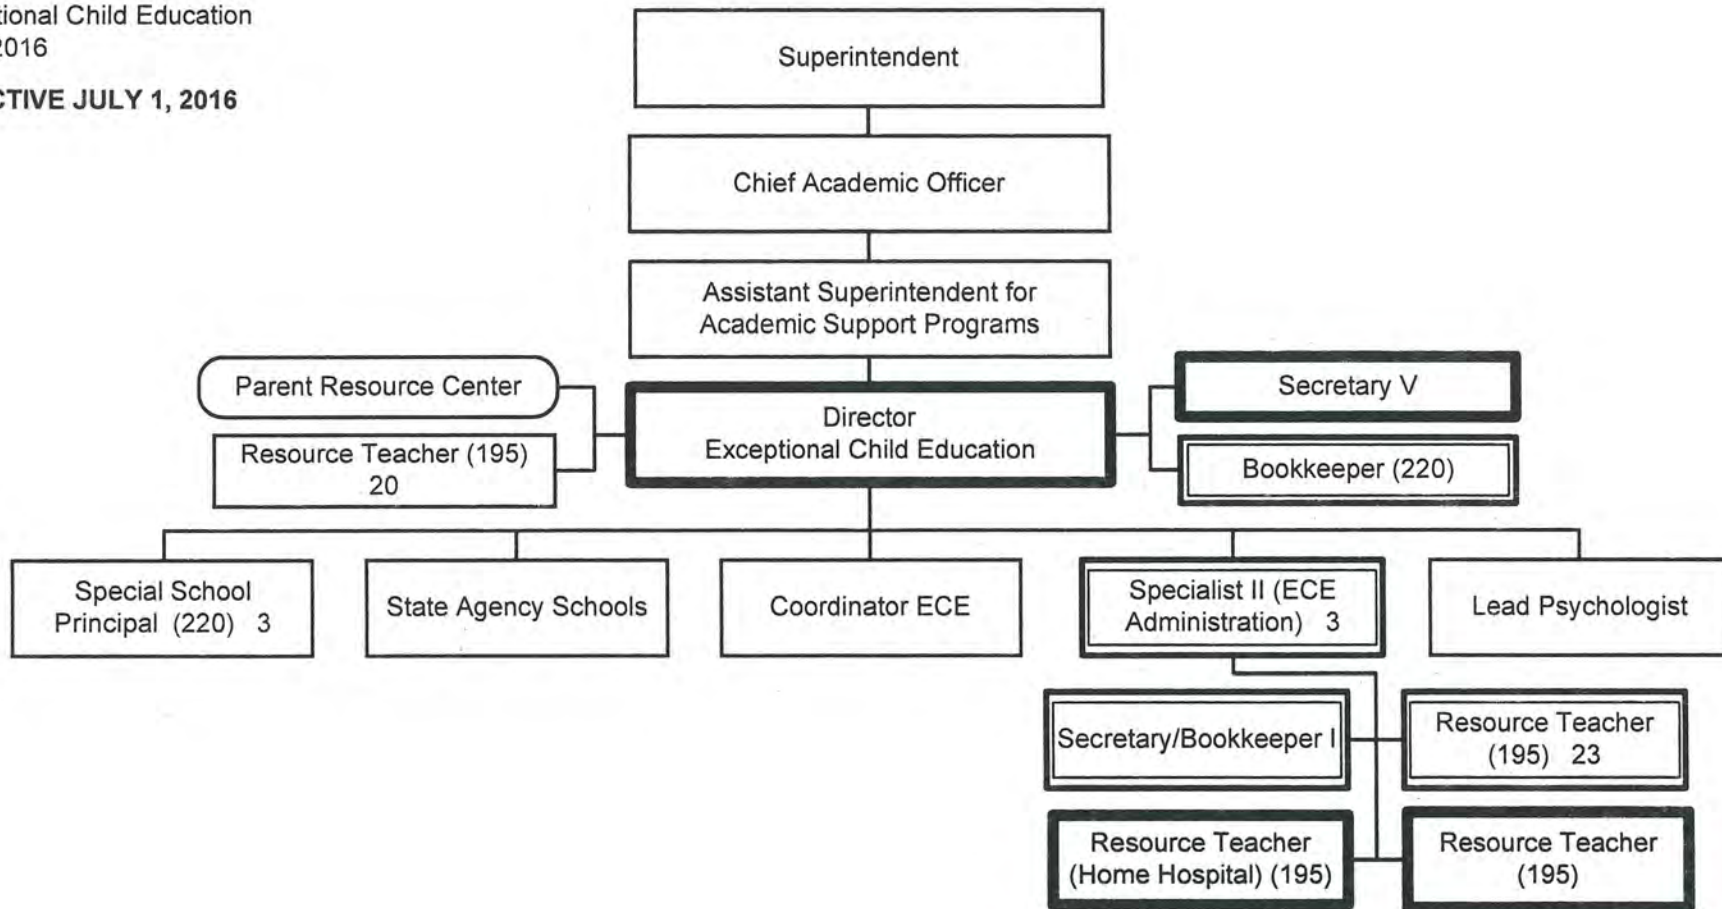 tional Child Education
2016
CTIVE JULY 1, 2016
Superintendent
Chief Academic Officer
Assistant Superintendent for
Academic Support Programs
Parent Resource Center
Resource Teacher (195)
20
Director
Exceptional Child Education
Secretary V
Bookkeeper (220)
Special School
Principal (220) 3
State Agency Schools
Coordinator ECE
Specialist II (ECE
Administration) 3
Lead Psychologist
Secretary/Bookkeeper I
Resource Teacher
(195) 23
Resource Teacher
(Home Hospital) (195)
Resource Teacher
(195)